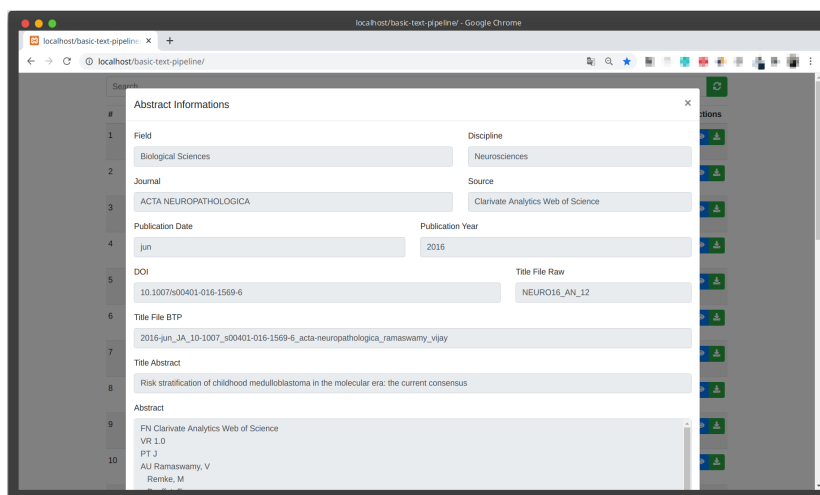 localhost/basic-text-pipeline/ - Google Chrome
localhost/basic-text-pipeline
localhost/basic-text-pipeline/
Search
Abstract Informations
×
#
ctions
1
Field
Discipline
Biological Sciences
Neurosciences
2
Journal
Source
3
ACTA NEUROPATHOLOGICA
Clarivate Analytics Web of Science
Publication Date
Publication Year
4
jun
2016
DOI
Title File Raw
5
10.1007/s00401-016-1569-6
NEURO16_AN_12
6
Title File BTP
2016-jun_JA_10-1007_s00401-016-1569-6_acta-neuropathologica_ramaswamy_vijay
7
Title Abstract
8
Risk stratification of childhood medulloblastoma in the molecular era: the current consensus
Abstract
9
FN Clarivate Analytics Web of Science
VR 1.0
PT J
10
AU Ramaswamy, V
Remke, M